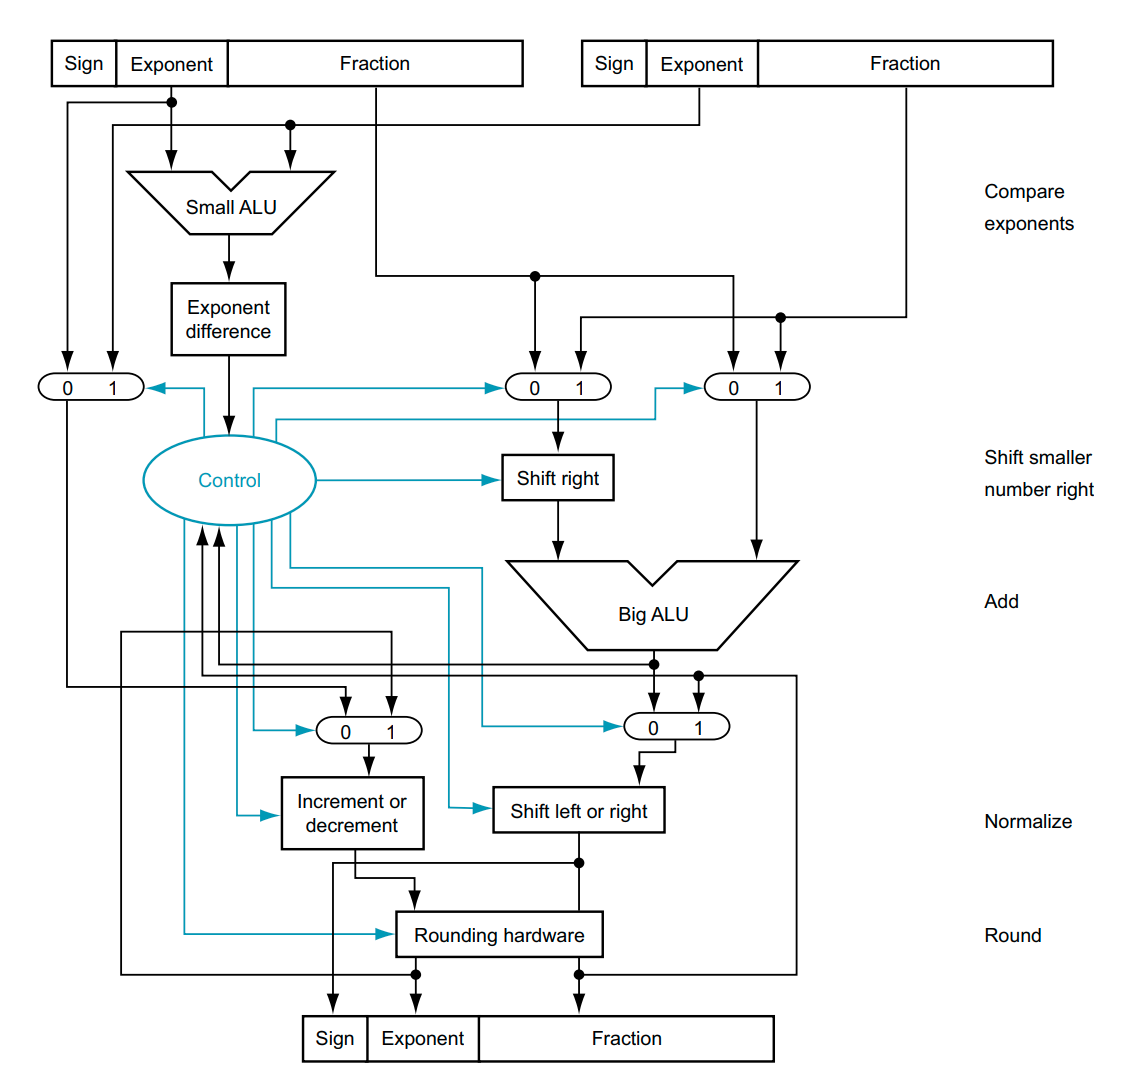 Sign Exponent Fraction
Sign Exponent Fraction
Small ALU
Compare
exponents
Exponent
difference
0 1
0 1
0 1
Control
Shift right
Shift smaller
number right
Big ALU
Add
0 1
0 1
Increment or
decrement
Shift left or right
Normalize
Rounding hardware
Round
Sign Exponent Fraction